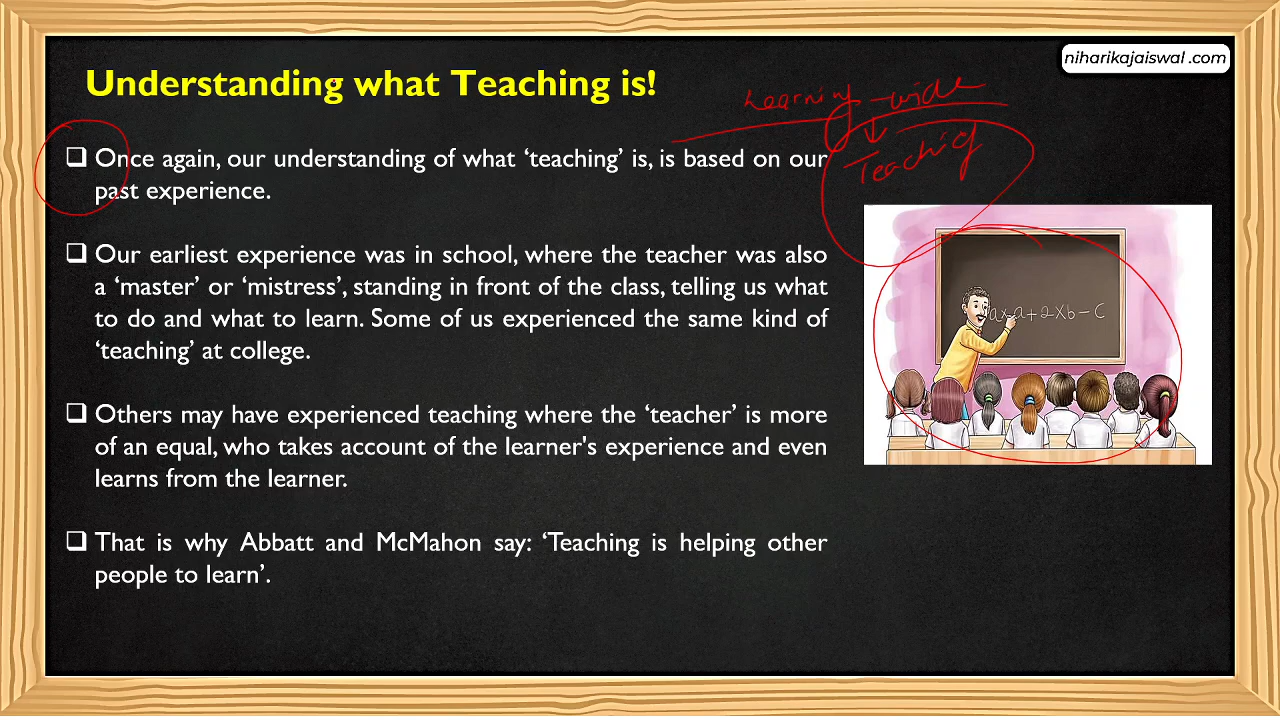 niharikajaiswal.com
Understanding what Teaching is!
Learning - wide
Teaching
❑ Once again, our understanding of what ‘teaching’ is, is based on our
past experience.
❑ Our earliest experience was in school, where the teacher was also
a ‘master’ or ‘mistress’, standing in front of the class, telling us what
to do and what to learn. Some of us experienced the same kind of
‘teaching’ at college.
❑ Others may have experienced teaching where the ‘teacher’ is more
of an equal, who takes account of the learner's experience and even
learns from the learner.
❑ That is why Abbatt and McMahon say: ‘Teaching is helping other
people to learn’.
axa+2xb-c